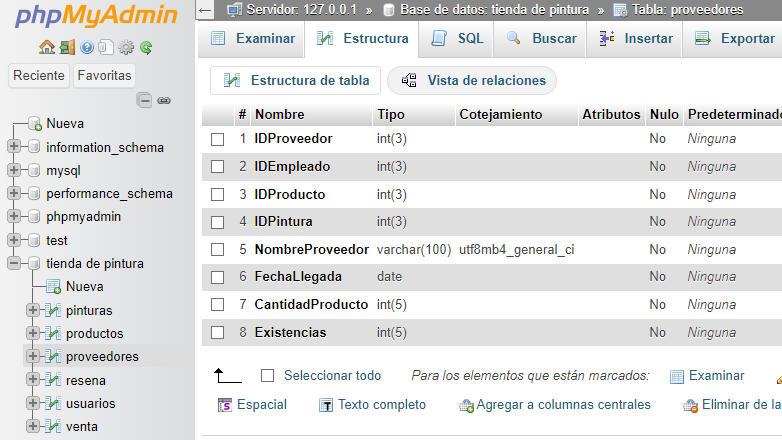 phpMyAdmin
Servidor: 127.0.0.1 » Base de datos: tienda de pintura » Tabla: proveedores
Examinar Estructura SQL Buscar Insertar Exportar
Reciente Favoritas
Estructura de tabla Vista de relaciones
# Nombre Tipo Cotejamiento Atributos Nulo Predeterminado
1 IDProveedor int(3) No Ninguna
2 IDEmpleado int(3) No Ninguna
3 IDProducto int(3) No Ninguna
4 IDPintura int(3) No Ninguna
5 NombreProveedor varchar(100) utf8mb4_general_ci No Ninguna
6 FechaLlegada date No Ninguna
7 CantidadProducto int(5) No Ninguna
8 Existencias int(5) No Ninguna
Seleccionar todo Para los elementos que están marcados: Examinar
Espacial Texto completo Agregar a columnas centrales Eliminar de la
Nueva
information_schema
mysql
performance_schema
phpmyadmin
test
tienda de pintura
Nueva
pinturas
productos
proveedores
resena
usuarios
venta